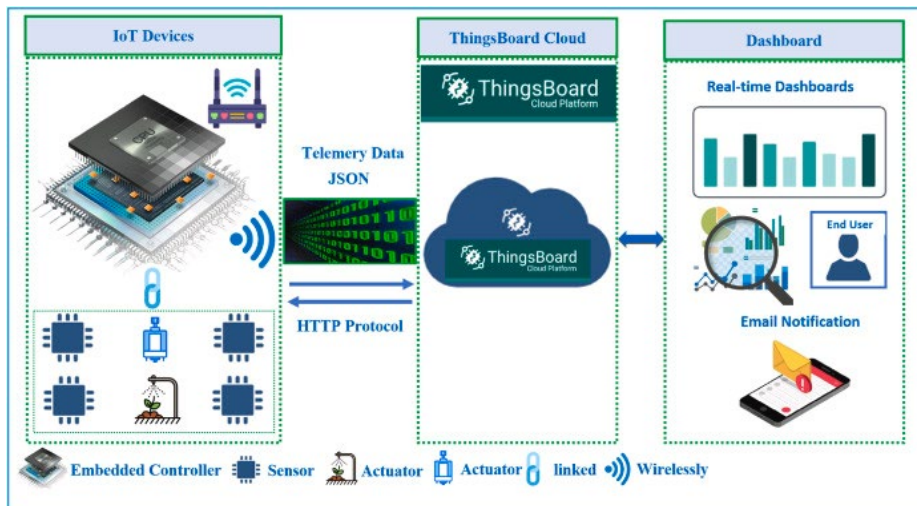 IoT Devices
ThingsBoard Cloud
Dashboard
CPU
ThingsBoard
Cloud Platform
Real-time Dashboards
Telemery Data
JSON
ThingsBoard
Cloud Platform
End User
HTTP Protocol
Email Notification
Embedded Controller
Sensor
Actuator
Actuator
linked
Wirelessly